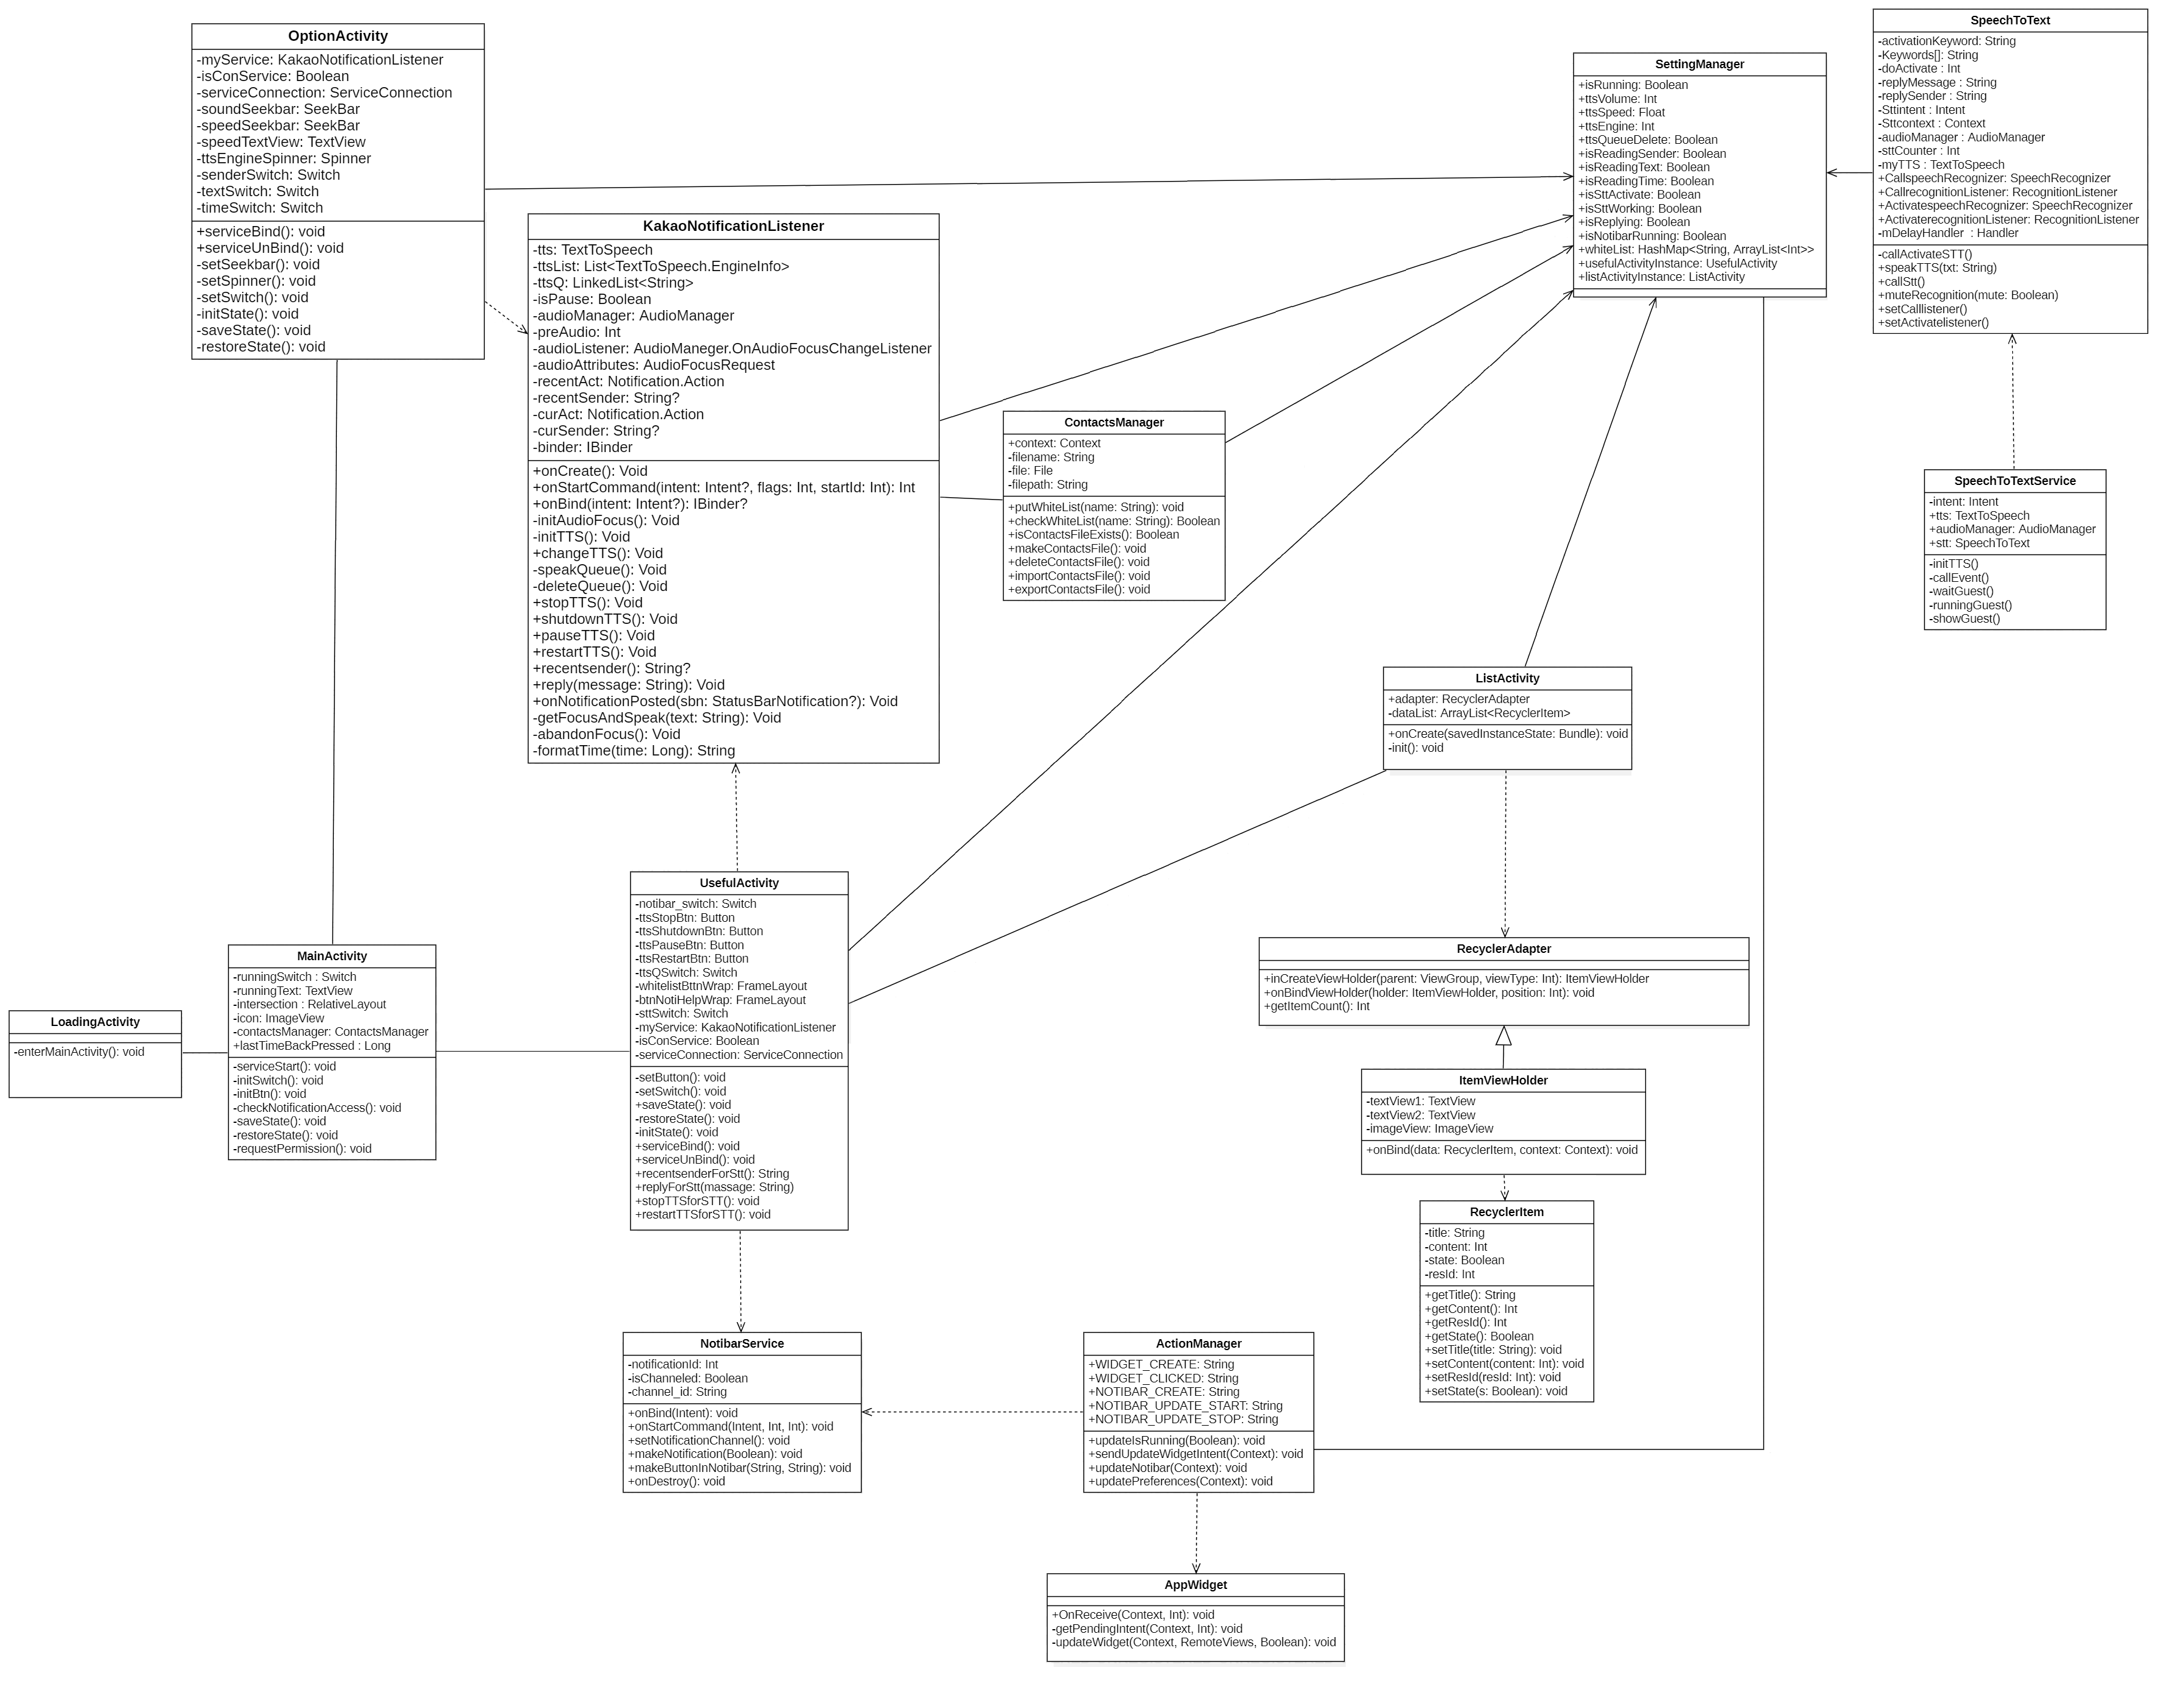 OptionActivity
-myService: KakaoNotificationListener
-isConService: Boolean
-serviceConnection: ServiceConnection
-soundSeekbar: SeekBar
-speedSeekbar: SeekBar
-speedTextView: TextView
-ttsEngineSpinner: Spinner
-senderSwitch: Switch
-textSwitch: Switch
-timeSwitch: Switch
+serviceBind(): void
+serviceUnBind(): void
-setSeekbar(): void
-setSpinner(): void
-setSwitch(): void
-initState(): void
-saveState(): void
-restoreState(): void
KakaoNotificationListener
-tts: TextToSpeech
-ttsList: List<TextToSpeech.EngineInfo>
-ttsQ: LinkedList<String>
-isPause: Boolean
-audioManager: AudioManager
-preAudio: Int
-audioListener: AudioManeger.OnAudioFocusChangeListener
-audioAttributes: AudioFocusRequest
-recentAct: Notification.Action
-recentSender: String?
-curAct: Notification.Action
-curSender: String?
-binder: IBinder
+onCreate(): Void
+onStartCommand(intent: Intent?, flags: Int, startId: Int): Int
+onBind(intent: Intent?): IBinder?
-initAudioFocus(): Void
-initTTS(): Void
+changeTTS(): Void
-speakQueue(): Void
-deleteQueue(): Void
+stopTTS(): Void
+shutdownTTS(): Void
+pauseTTS(): Void
+restartTTS(): Void
+recentsender(): String?
+reply(message: String): Void
+onNotificationPosted(sbn: StatusBarNotification?): Void
-getFocusAndSpeak(text: String): Void
-abandonFocus(): Void
-formatTime(time: Long): String
ContactsManager
+context: Context
-filename: String
-file: File
-filepath: String
+putWhiteList(name: String): void
+checkWhiteList(name: String): Boolean
+isContactsFileExists(): Boolean
+makeContactsFile(): void
+deleteContactsFile(): void
+importContactsFile(): void
+exportContactsFile(): void
SettingManager
+isRunning: Boolean
+ttsVolume: Int
+ttsSpeed: Float
+ttsEngine: Int
+ttsQueueDelete: Boolean
+isReadingSender: Boolean
+isReadingText: Boolean
+isReadingTime: Boolean
+isSttActivate: Boolean
+isSttWorking: Boolean
+isReplying: Boolean
+isNotibarRunning: Boolean
+whiteList: HashMap<String, ArrayList<Int>>
+usefulActivityInstance: UsefulActivity
+listActivityInstance: ListActivity
SpeechToText
-activationKeyword: String
-Keywords[]: String
-doActivate : Int
-replyMessage : String
-replySender : String
-Sttintent : Intent
-Sttcontext : Context
-audioManager : AudioManager
-sttCounter : Int
-myTTS : TextToSpeech
+CallspeechRecognizer: SpeechRecognizer
+CallrecognitionListener: RecognitionListener
+ActivatespeechRecognizer: SpeechRecognizer
+ActivaterecognitionListener: RecognitionListener
-mDelayHandler : Handler
-callActivateSTT()
+speakTTS(txt: String)
+callStt()
+muteRecognition(mute: Boolean)
+setCalllistener()
+setActivatelistener()
SpeechToTextService
-intent: Intent
+tts: TextToSpeech
+audioManager: AudioManager
+stt: SpeechToText
-initTTS()
-callEvent()
-waitGuest()
-runningGuest()
-showGuest()
ListActivity
+adapter: RecyclerAdapter
-dataList: ArrayList<RecyclerItem>
+onCreate(savedInstanceState: Bundle): void
-init(): void
UsefulActivity
-notibar_switch: Switch
-ttsStopBtn: Button
-ttsShutdownBtn: Button
-ttsPauseBtn: Button
-ttsRestartBtn: Button
-ttsQSwitch: Switch
-whitelistBttnWrap: FrameLayout
-btnNotiHelpWrap: FrameLayout
-sttSwitch: Switch
-myService: KakaoNotificationListener
-isConService: Boolean
-serviceConnection: ServiceConnection
-setButton(): void
-setSwitch(): void
+saveState(): void
-restoreState(): void
-initState(): void
+serviceBind(): void
+serviceUnBind(): void
+recentsenderForStt(): String
+replyForStt(massage: String)
+stopTTSforSTT(): void
+restartTTSforSTT(): void
MainActivity
-runningSwitch : Switch
-runningText: TextView
-intersection : RelativeLayout
-icon: ImageView
-contactsManager: ContactsManager
+lastTimeBackPressed : Long
-serviceStart(): void
-initSwitch(): void
-initBtn(): void
-checkNotificationAccess(): void
-saveState(): void
-restoreState(): void
-requestPermission(): void
LoadingActivity
-enterMainActivity(): void
RecyclerAdapter
+inCreateViewHolder(parent: ViewGroup, viewType: Int): ItemViewHolder
+onBindViewHolder(holder: ItemViewHolder, position: Int): void
+getItemCount(): Int
ItemViewHolder
-textView1: TextView
-textView2: TextView
-imageView: ImageView
+onBind(data: RecyclerItem, context: Context): void
RecyclerItem
-title: String
-content: Int
-state: Boolean
-resId: Int
+getTitle(): String
+getContent(): Int
+getResId(): Int
+getState(): Boolean
+setTitle(title: String): void
+setContent(content: Int): void
+setResId(resId: Int): void
+setState(s: Boolean): void
NotibarService
-notificationId: Int
-isChanneled: Boolean
-channel_id: String
+onBind(Intent): void
+onStartCommand(Intent, Int, Int): void
+setNotificationChannel(): void
+makeNotification(Boolean): void
+makeButtonInNotibar(String, String): void
+onDestroy(): void
ActionManager
+WIDGET_CREATE: String
+WIDGET_CLICKED: String
+NOTIBAR_CREATE: String
+NOTIBAR_UPDATE_START: String
+NOTIBAR_UPDATE_STOP: String
+updateIsRunning(Boolean): void
+sendUpdateWidgetIntent(Context): void
+updateNotibar(Context): void
+updatePreferences(Context): void
AppWidget
+OnReceive(Context, Int): void
-getPendingIntent(Context, Int): void
-updateWidget(Context, RemoteViews, Boolean): void